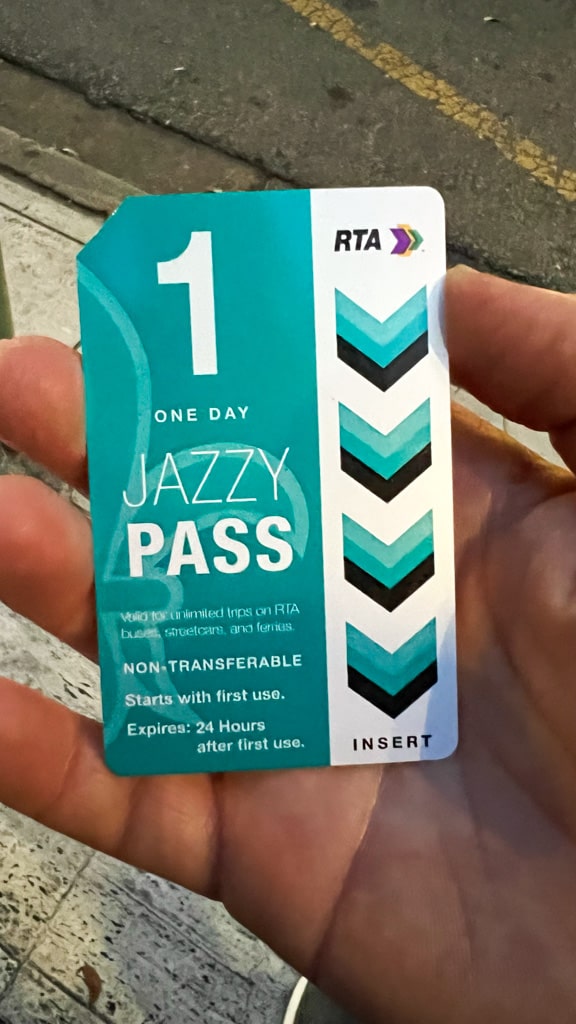 1
RTA
ONE DAY
JAZZY
PASS
Valid for unlimited trips on RTA
buses, streetcars, and ferries.
NON-TRANSFERABLE
Starts with first use.
Expires: 24 Hours
after first use.
INSERT